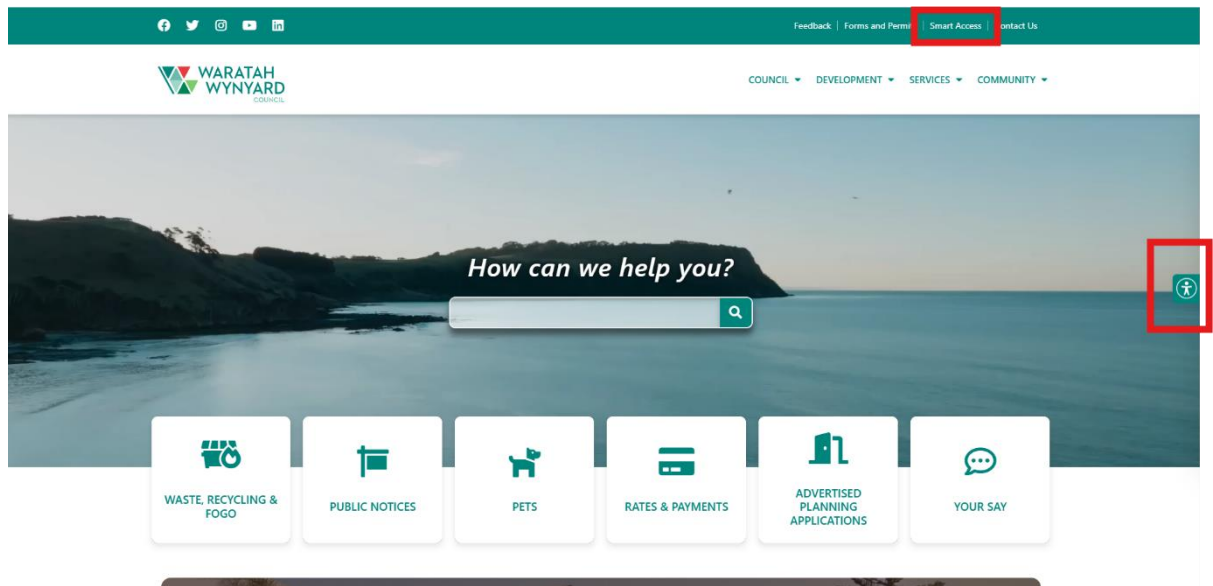 Feedback | Forms and Permi | Smart Access | ontact Us
WARATAH
WYNYARD
COUNCIL
COUNCIL DEVELOPMENT SERVICES COMMUNITY
How can we help you?
WASTE, RECYCLING &
FOGO
PUBLIC NOTICES
PETS
RATES & PAYMENTS
ADVERTISED
PLANNING
APPLICATIONS
YOUR SAY